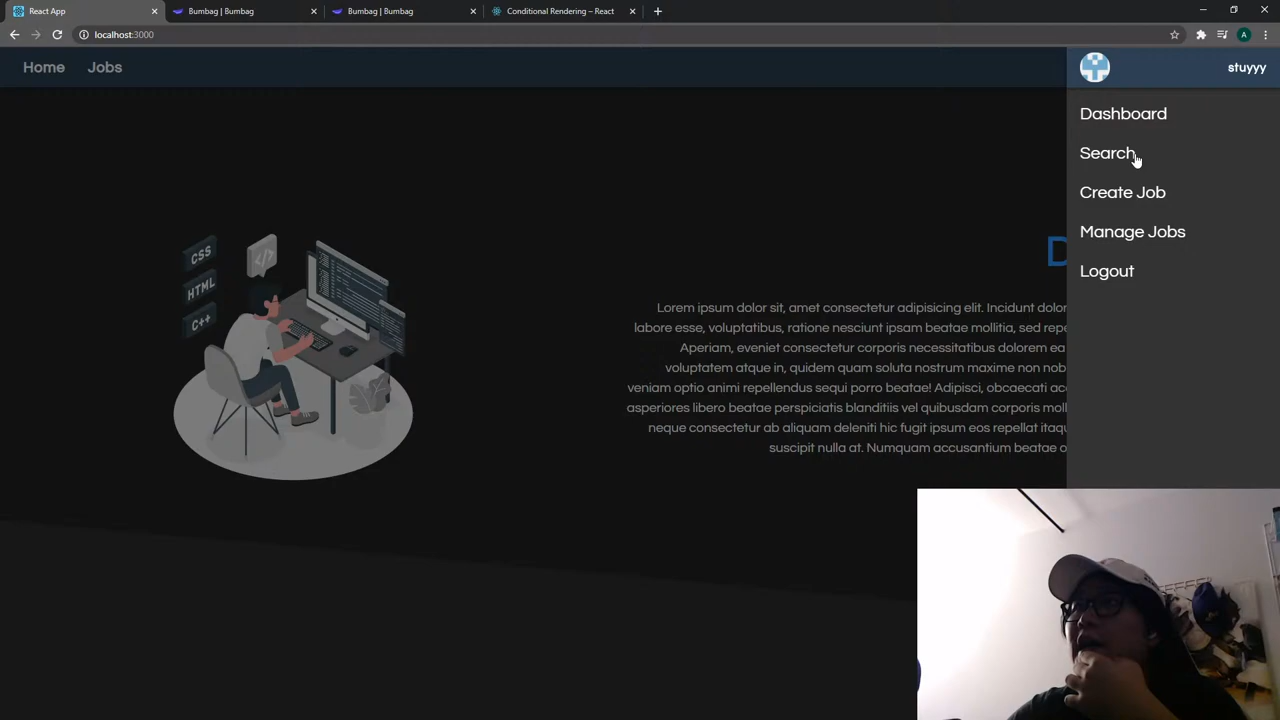 React App
Bumbag | Bumbag
Bumbag | Bumbag
Conditional Rendering – React
localhost:3000
A
Home
Jobs
stuyyy
Dashboard
Search
Create Job
Manage Jobs
Logout
CSS
HTML
C++
</>
D
Lorem ipsum dolor sit, amet consectetur adipisicing elit. Incidunt dolor
labore esse, voluptatibus, ratione nesciunt ipsam beatae mollitia, sed repe
Aperiam, eveniet consectetur corporis necessitatibus dolorem ea
voluptatem atque in, quidem quam soluta nostrum maxime non nob
veniam optio animi repellendus sequi porro beatae! Adipisci, obcaecati acc
asperiores libero beatae perspiciatis blanditiis vel quibusdam corporis moll
neque consectetur ab aliquam deleniti hic fugit ipsum eos repellat itaqu
suscipit nulla at. Numquam accusantium beatae o